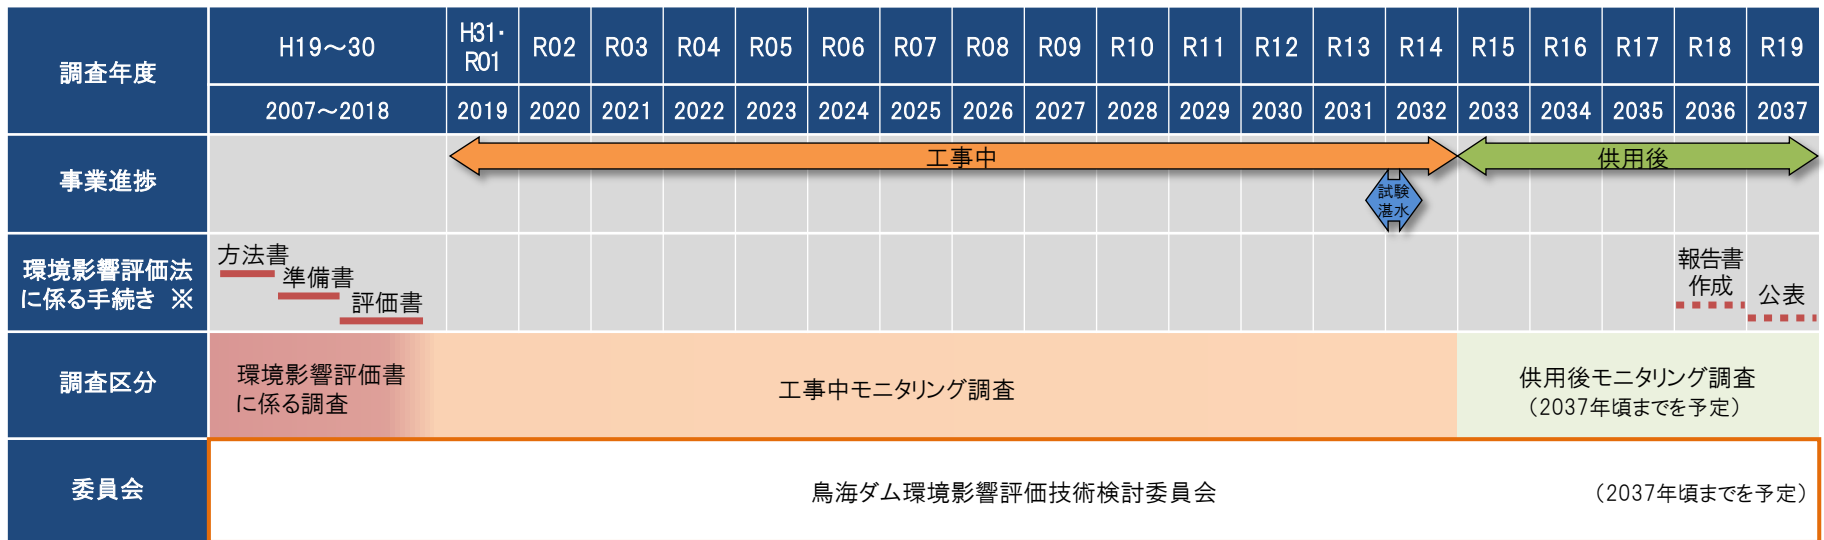 調査年度
H19～30
H31・
R01
R02
R03
R04
R05
R06
R07
R08
R09
R10
R11
R12
R13
R14
R15
R16
R17
R18
R19
2007～2018
2019
2020
2021
2022
2023
2024
2025
2026
2027
2028
2029
2030
2031
2032
2033
2034
2035
2036
2037
事業進捗
工事中
供用後
試験
湛水
環境影響評価法
に係る手続き ※
方法書
準備書
評価書
報告書
作成
公表
調査区分
環境影響評価書
に係る調査
工事中モニタリング調査
供用後モニタリング調査
（2037年頃までを予定）
委員会
鳥海ダム環境影響評価技術検討委員会
（2037年頃までを予定）